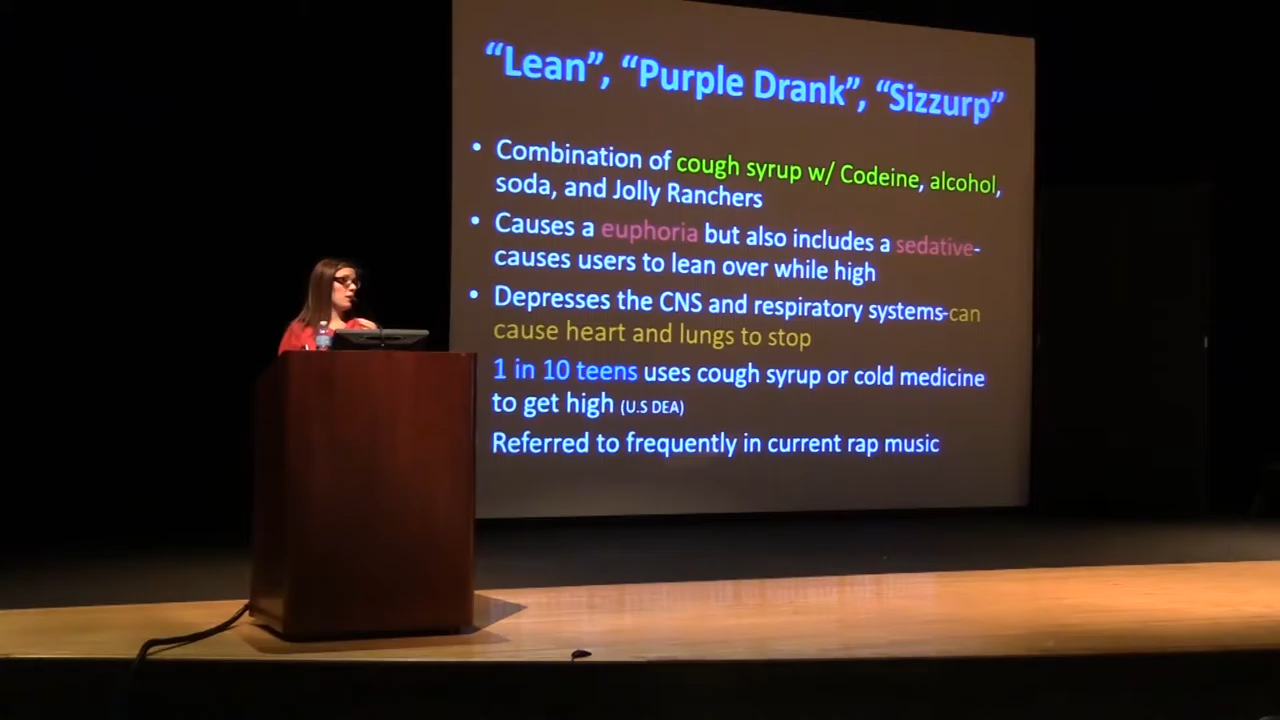 “Lean”, “Purple Drank”, “Sizzurp”
• Combination of cough syrup w/ Codeine, alcohol,
soda, and Jolly Ranchers
• Causes a euphoria but also includes a sedative-
causes users to lean over while high
• Depresses the CNS and respiratory systems-can
cause heart and lungs to stop
1 in 10 teens uses cough syrup or cold medicine
to get high (U.S DEA)
Referred to frequently in current rap music